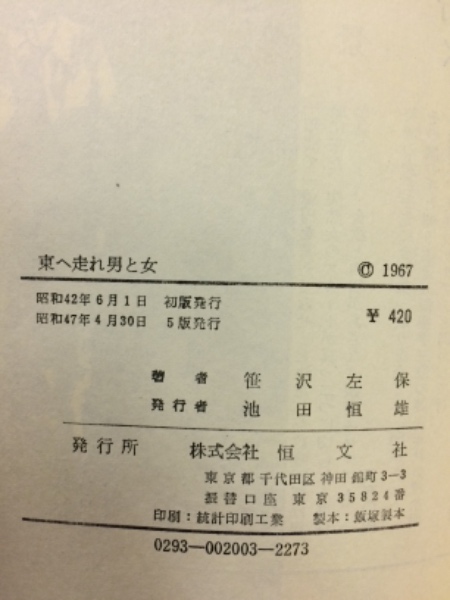 東へ走れ男と女
© 1967
昭和42年6月1日 初版発行
昭和47年4月30日 5版発行
¥ 420
著者 笹沢左保
発行者 池田恒雄
発行所 株式会社 恒文社
東京都千代田区神田錦町3-3
振替口座 東京35824番
印刷:統計印刷工業 製本:飯塚製本
0293-002003-2273